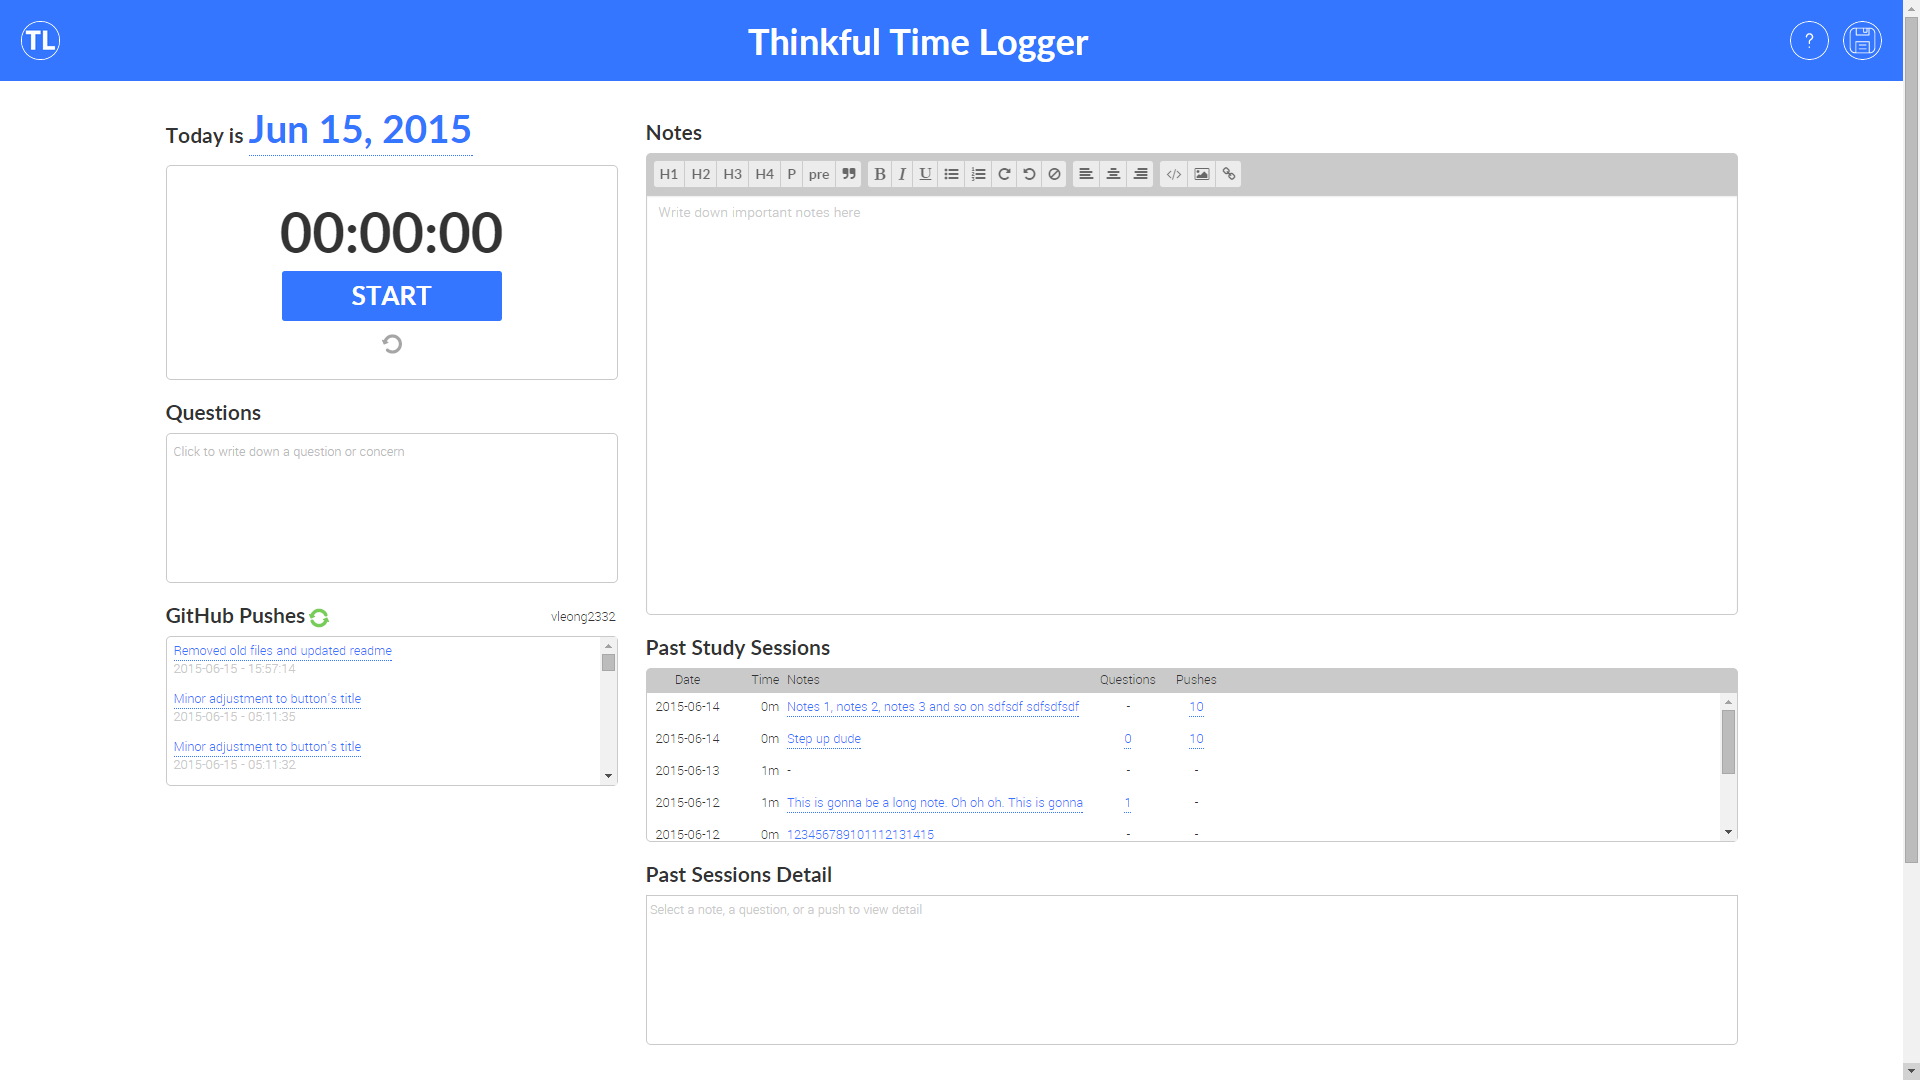 TL
Thinkful Time Logger
?
Today is Jun 15, 2015
00:00:00
START
Questions
Click to write down a question or concern
GitHub Pushes
vleong2332
Removed old files and updated readme
2015-06-15 - 15:57:14
Minor adjustment to button's title
2015-06-15 - 05:11:35
Minor adjustment to button's title
2015-06-15 - 05:11:32
Notes
H1 H2 H3 H4 P pre B I U </>
Write down important notes here
Past Study Sessions
Date Time Notes Questions Pushes
2015-06-14 0m Notes 1, notes 2, notes 3 and so on sdfsdf sdfsdfsdf - 10
2015-06-14 0m Step up dude 0 10
2015-06-13 1m - - -
2015-06-12 1m This is gonna be a long note. Oh oh oh. This is gonna 1 -
2015-06-12 0m 123456789101112131415 - -
Past Sessions Detail
Select a note, a question, or a push to view detail